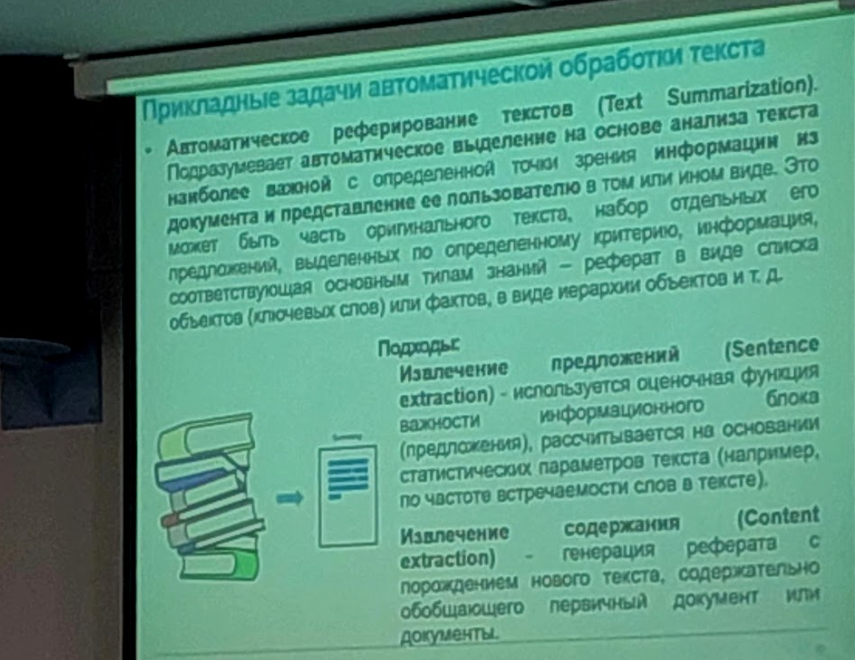 Прикладные задачи автоматической обработки текста
• Автоматическое реферирование текстов (Text Summarization).
Подразумевает автоматическое выделение на основе анализа текста
наиболее важной с определенной точки зрения информации из
документа и представление ее пользователю в том или ином виде. Это
может быть часть оригинального текста, набор отдельных его
предложений, выделенных по определенному критерию, информация,
соответствующая основным типам знаний – реферат в виде списка
объектов (ключевых слов) или фактов, в виде иерархии объектов и т. д.
Подходы:
Извлечение предложений (Sentence
extraction) - используется оценочная функция
важности информационного блока
(предложения), рассчитывается на основании
статистических параметров текста (например,
по частоте встречаемости слов в тексте).
Извлечение содержания (Content
extraction) - генерация реферата с
порождением нового текста, содержательно
обобщающего первичный документ или
документы.